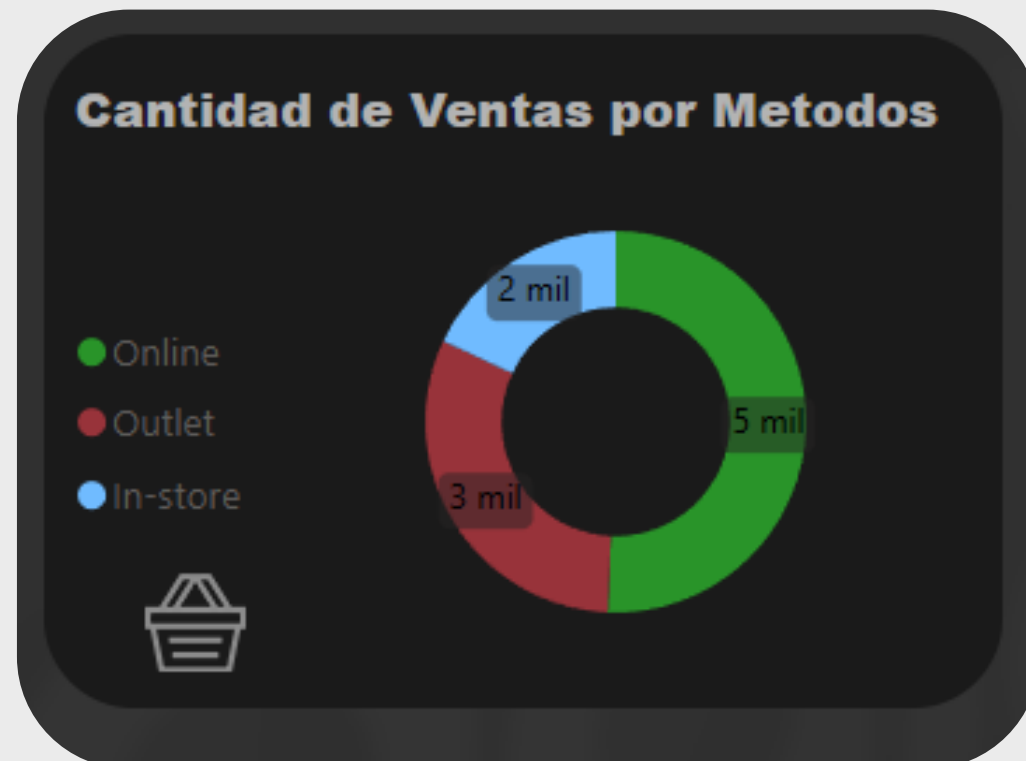 Cantidad de Ventas por Metodos
2 mil
Online
Outlet
5 mil
In-store
3 mil